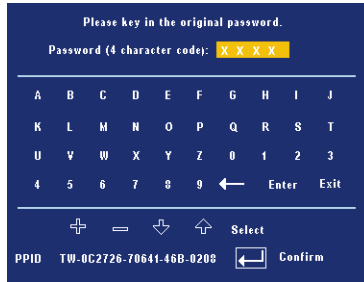 Please key in the original password.
Password (4 character code): X X X X
A B C D E F G H I J
K L M N O P Q R S T
U V W X Y Z 0 1 2 3
4 5 6 7 8 9 Enter Exit
Select
PPID TW-0C2726-70641-46B-0208 Confirm